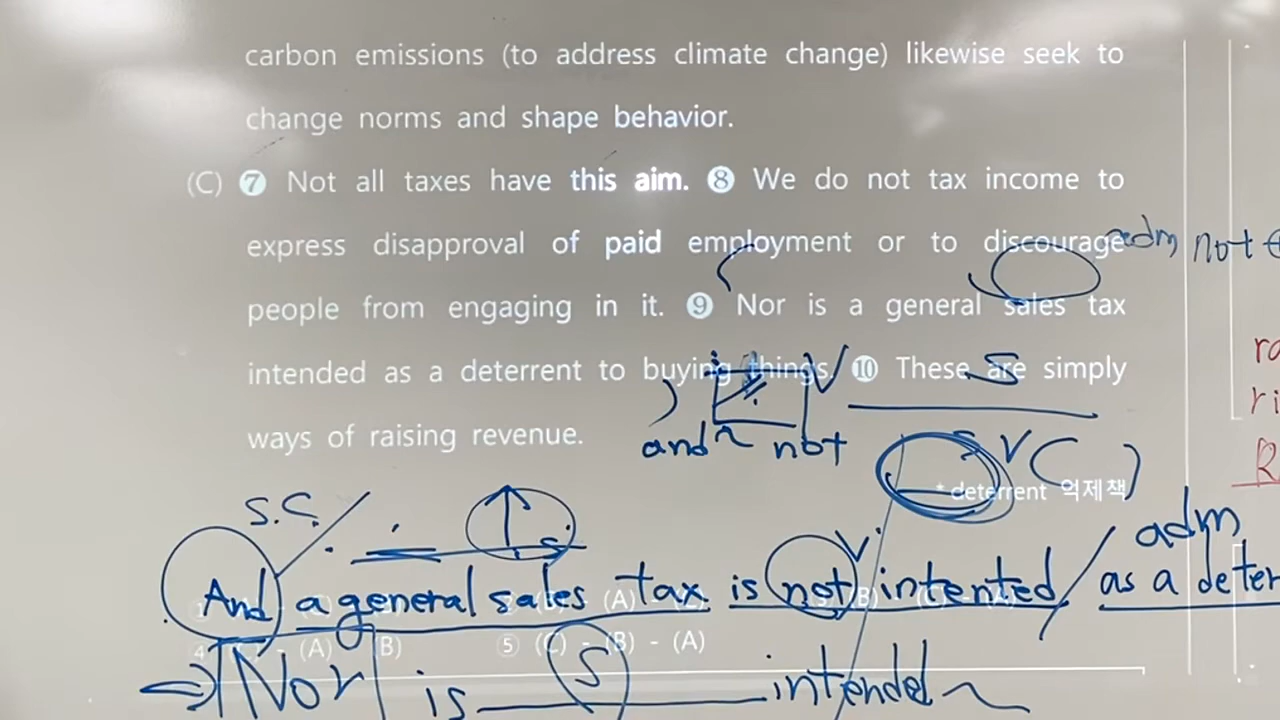 carbon emissions (to address climate change) likewise seek to
change norms and shape behavior.
(C) ❼ Not all taxes have this aim. ❽ We do not tax income to
express disapproval of paid employment or to discourage
adm not
people from engaging in it. ❾ Nor is a general sales tax
intended as a deterrent to buying things. ❿ These are simply
S
V
ways of raising revenue.
and not
S V ( )
* deterrent 억제책
S.C.
S
V
adm
And a general sales tax is not intented / as a deter
(A)
(A)
(B)
⑤ (C) - (B) - (A)
⇒ Nor is S intended